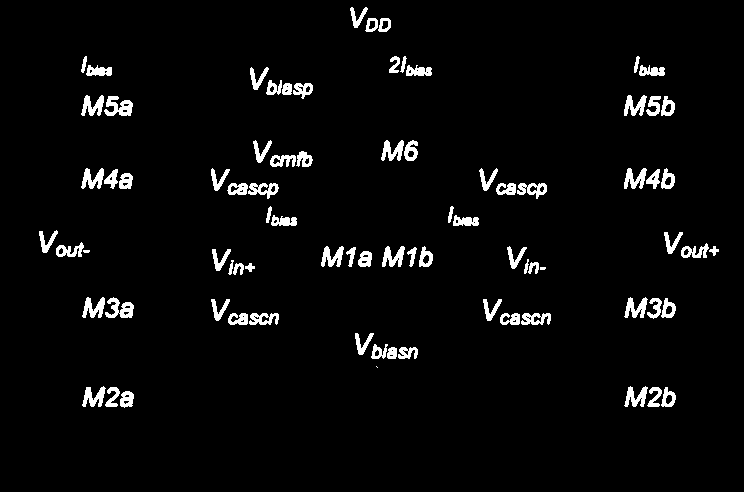 VDD
Ibias 2Ibias Ibias
Vbiasp
M5a M5b
Vcmfb M6
M4a Vcascp Vcascp M4b
Ibias Ibias
Vout- Vin+ M1a M1b Vin- Vout+
M3a Vcascn Vcascn M3b
Vbiasn
M2a M2b